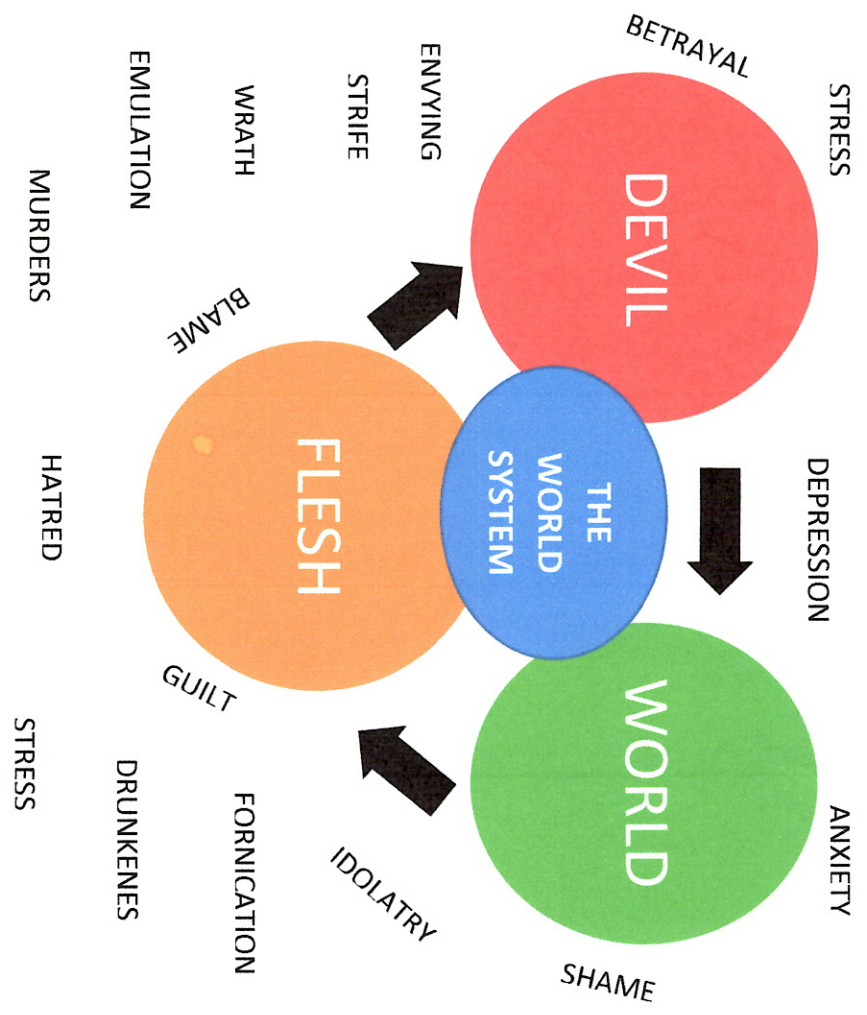 STRESS
DEPRESSION
ANXIETY
BETRAYAL
DEVIL
WORLD
SHAME
THE
WORLD
SYSTEM
ENVYING
STRIFE
IDOLATRY
FLESH
WRATH
FORNICATION
BLAME
GUILT
EMULATION
DRUNKENES
MURDERS
HATRED
STRESS